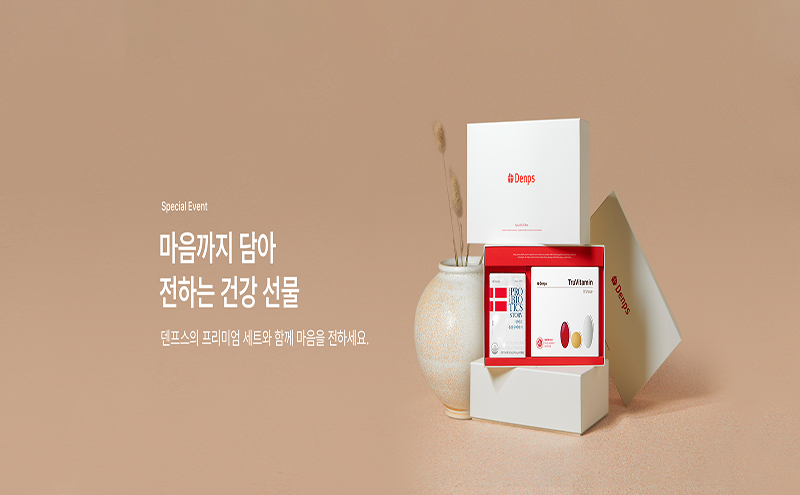 Special Event
마음까지 담아
전하는 건강 선물
덴프스의 프리미엄 세트와 함께 마음을 전하세요.
Denps
Denps
PRO
BIO
TICS
STORY
Denps
TruVitamin
Denps